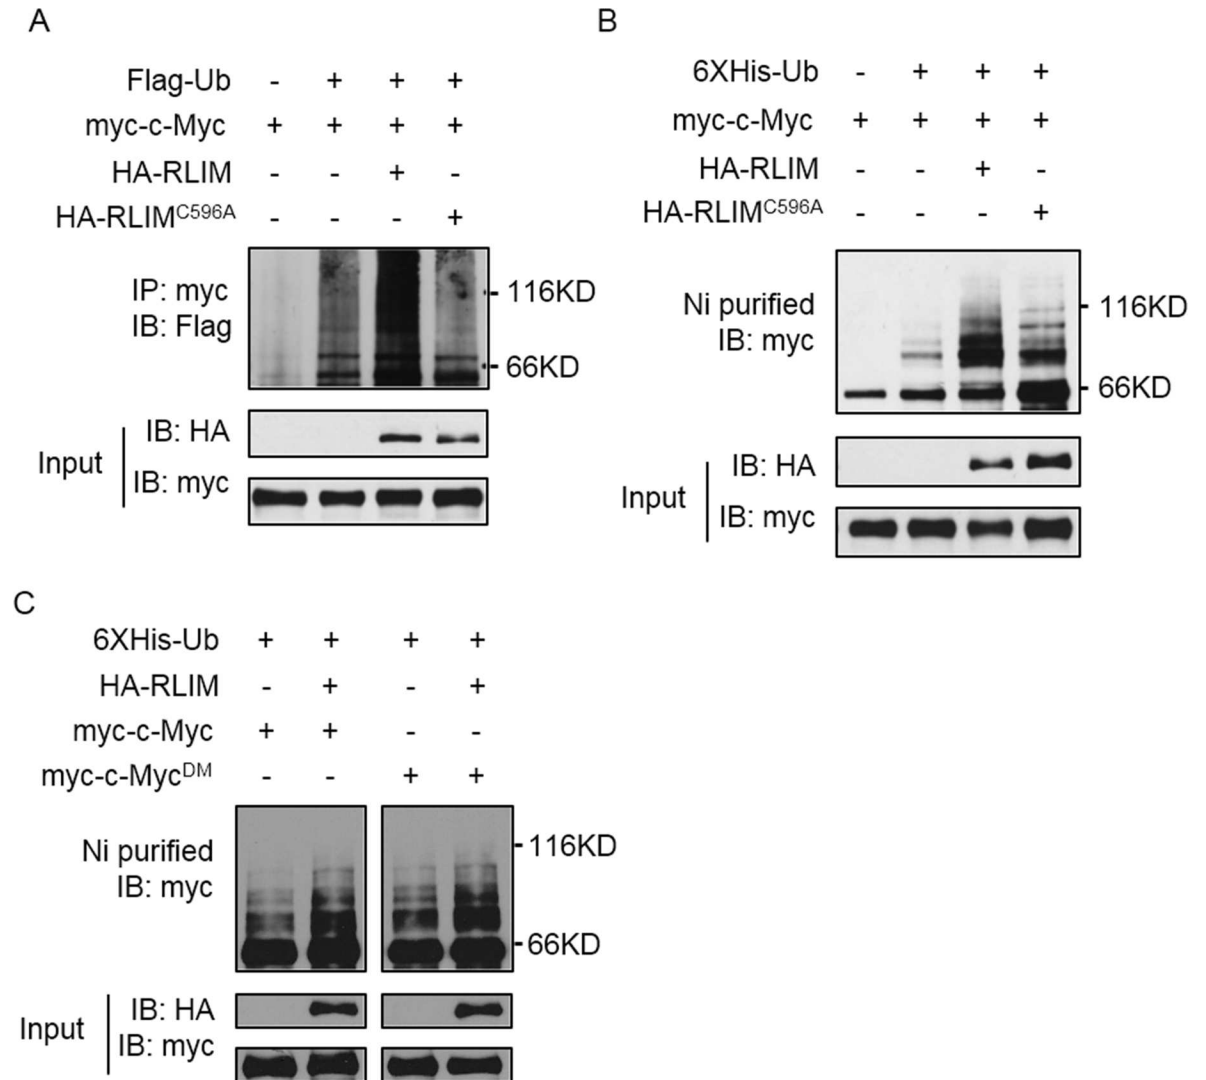 A
Flag-Ub - + + +
myc-c-Myc + + + +
HA-RLIM - - + -
HA-RLIMC596A - - - +
IP: myc
IB: Flag
116KD
66KD
Input
IB: HA
IB: myc
B
6XHis-Ub - + + +
myc-c-Myc + + + +
HA-RLIM - - + -
HA-RLIMC596A - - - +
Ni purified
IB: myc
116KD
66KD
Input
IB: HA
IB: myc
C
6XHis-Ub + + + +
HA-RLIM - + - +
myc-c-Myc + + - -
myc-c-MycDM - - + +
Ni purified
IB: myc
116KD
66KD
Input
IB: HA
IB: myc